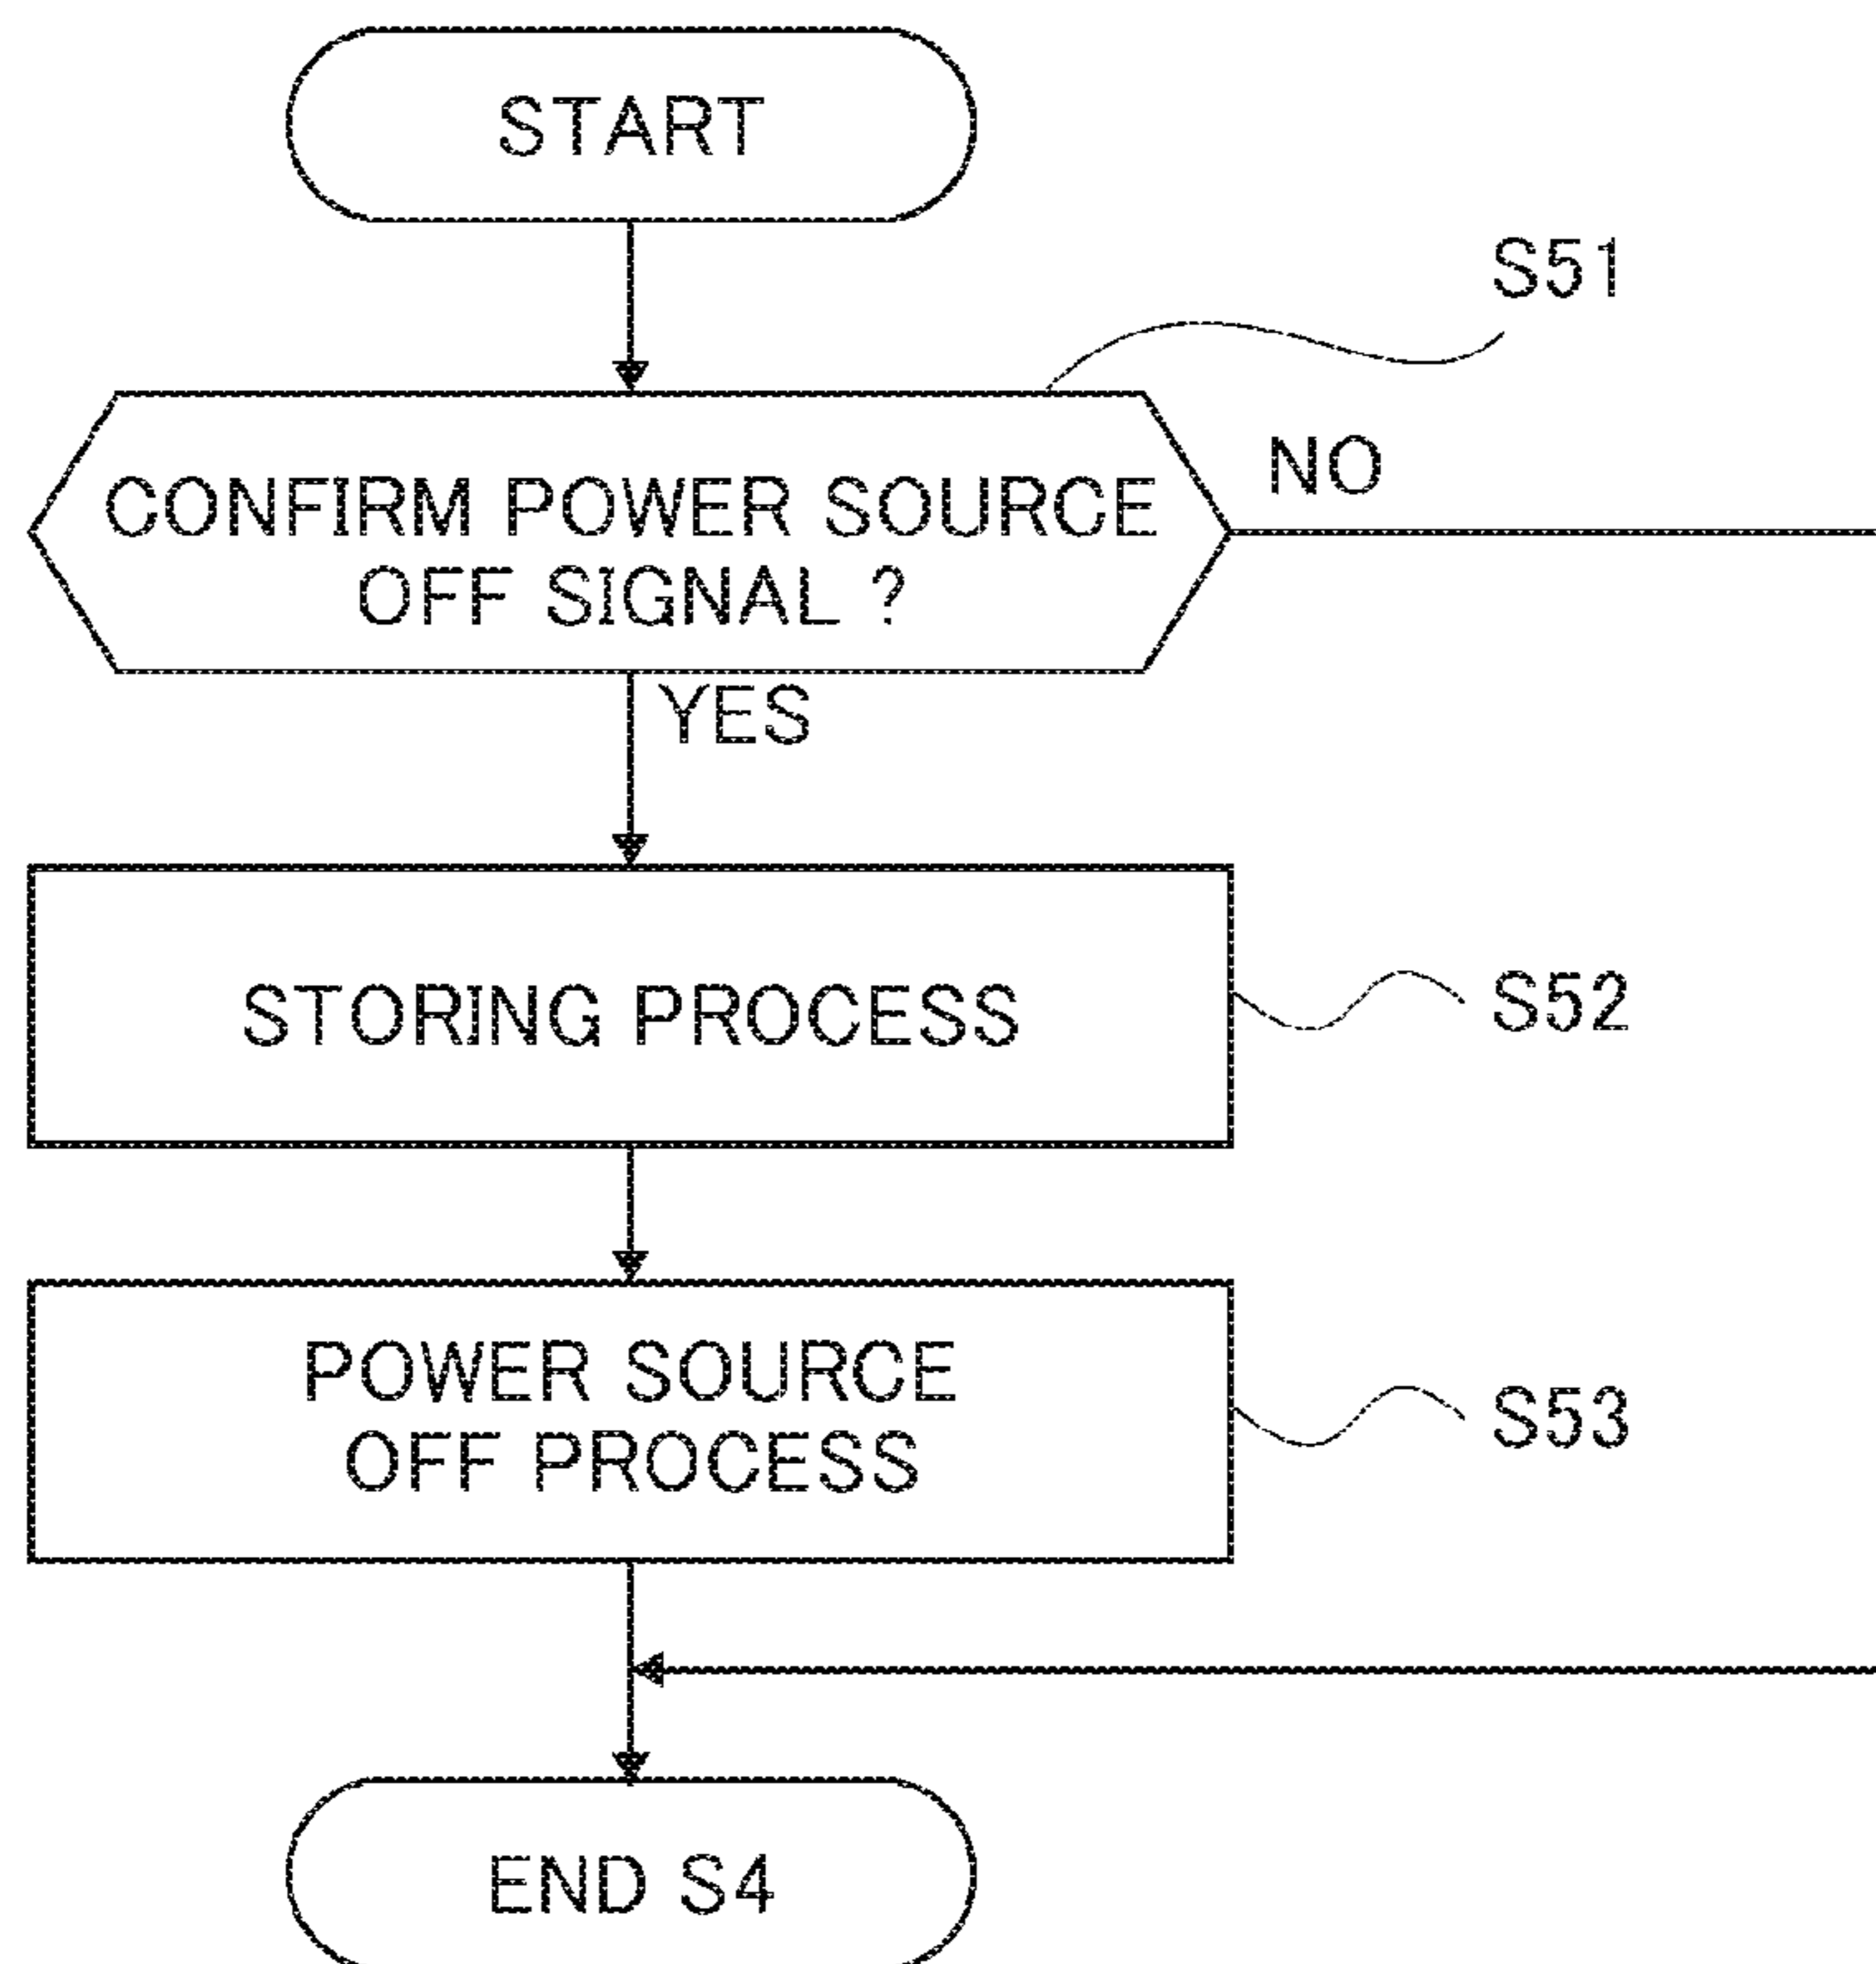 START
S51
CONFIRM POWER SOURCE
OFF SIGNAL ?
NO
YES
STORING PROCESS
S52
POWER SOURCE
OFF PROCESS
S53
END S4